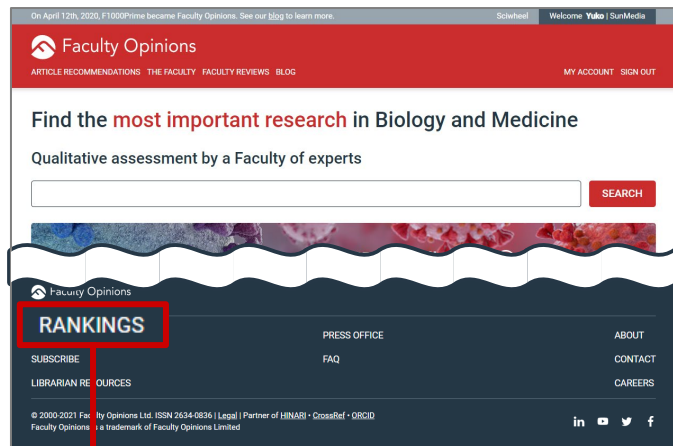 On April 12th, 2020, F1000Prime became Faculty Opinions. See our blog to learn more. Sciwheel Welcome Yuko | SunMedia
Faculty Opinions
ARTICLE RECOMMENDATIONS THE FACULTY FACULTY REVIEWS BLOG MY ACCOUNT SIGN OUT
Find the most important research in Biology and Medicine
Qualitative assessment by a Faculty of experts
SEARCH
Faculty Opinions
RANKINGS
PRESS OFFICE ABOUT
SUBSCRIBE FAQ CONTACT
LIBRARIAN RESOURCES CAREERS
© 2000-2021 Faculty Opinions Ltd. ISSN 2634-0836 | Legal | Partner of HINARI • CrossRef • ORCID
Faculty Opinions is a trademark of Faculty Opinions Limited